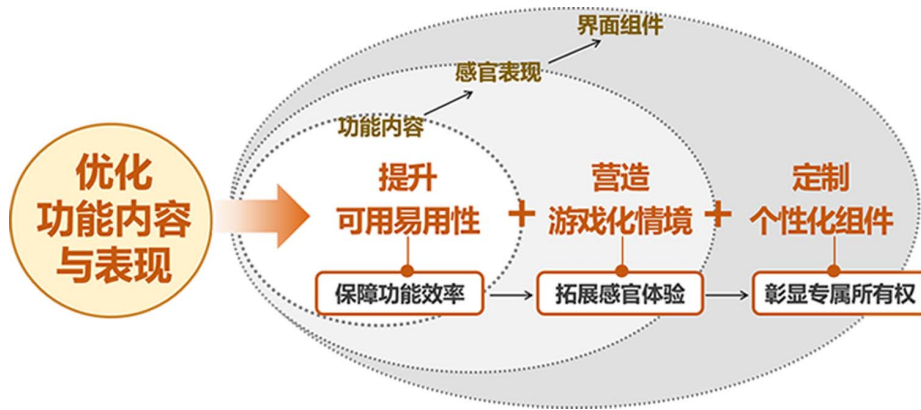 界面组件
感官表现
功能内容
优化
功能内容
与表现
提升
可用易用性
+
营造
游戏化情境
+
定制
个性化组件
保障功能效率
拓展感官体验
彰显专属所有权